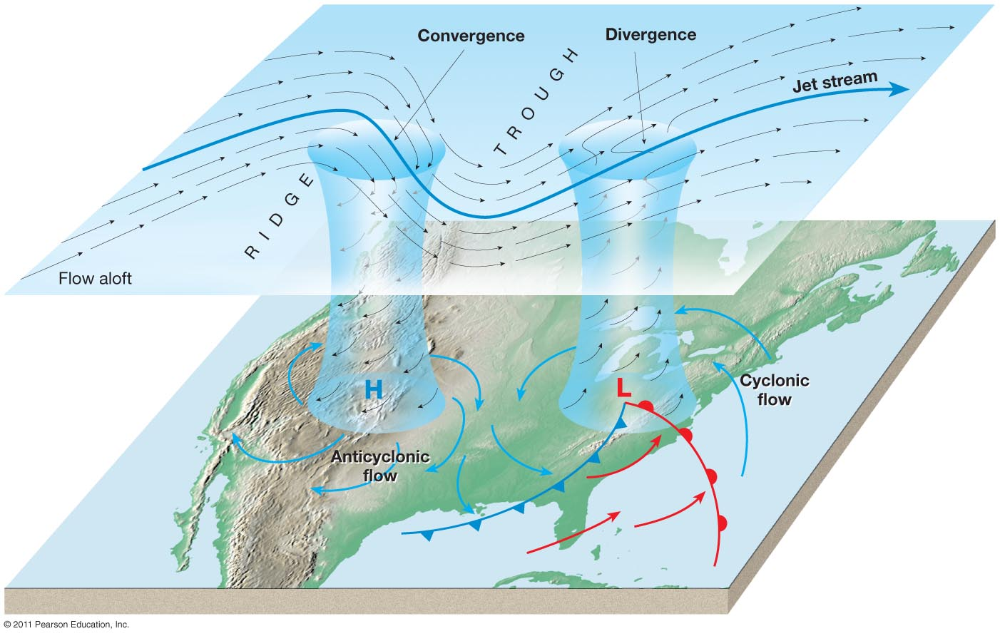 Convergence
Divergence
TROUGH
Jet stream
RIDGE
Flow aloft
H
L
Cyclonic
flow
Anticyclonic
flow
© 2011 Pearson Education, Inc.